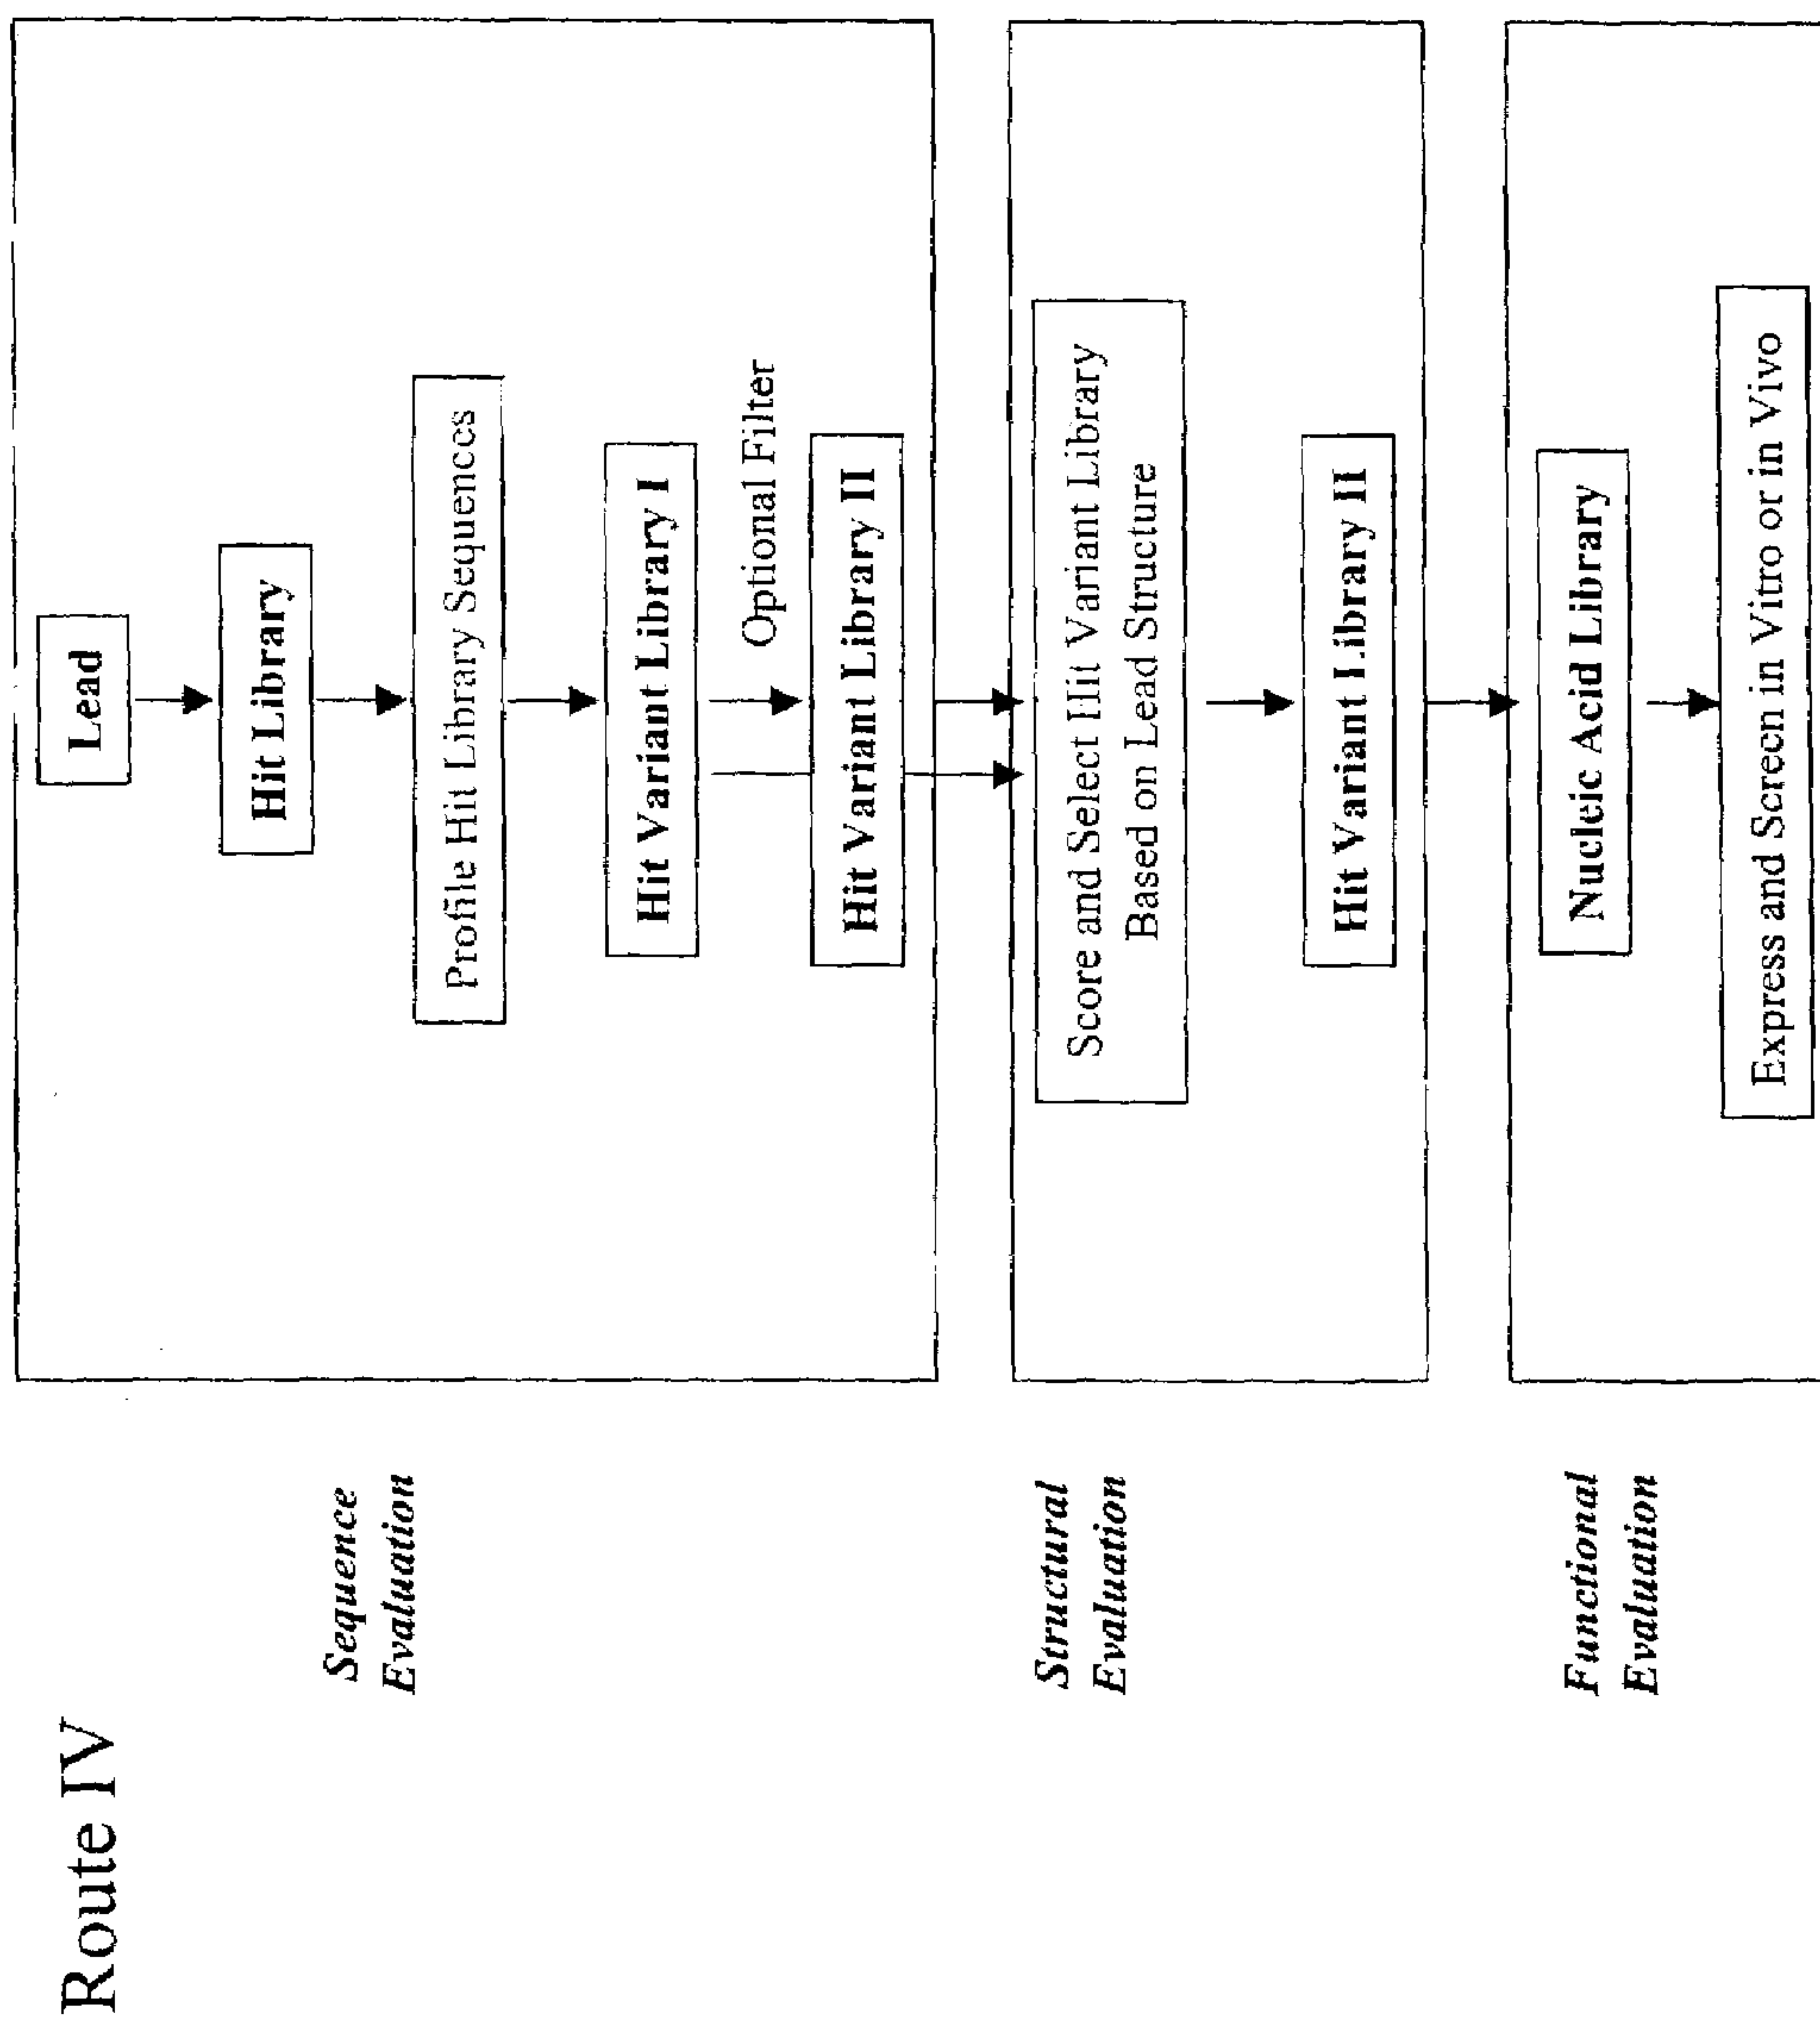 Route IV
Sequence
Evaluation
Lead
Hit Library
Profile Hit Library Sequences
Hit Variant Library I
Optional Filter
Hit Variant Library II
Structural
Evaluation
Score and Select Hit Variant Library
Based on Lead Structure
Hit Variant Library II
Functional
Evaluation
Nucleic Acid Library
Express and Screen in Vitro or in Vivo